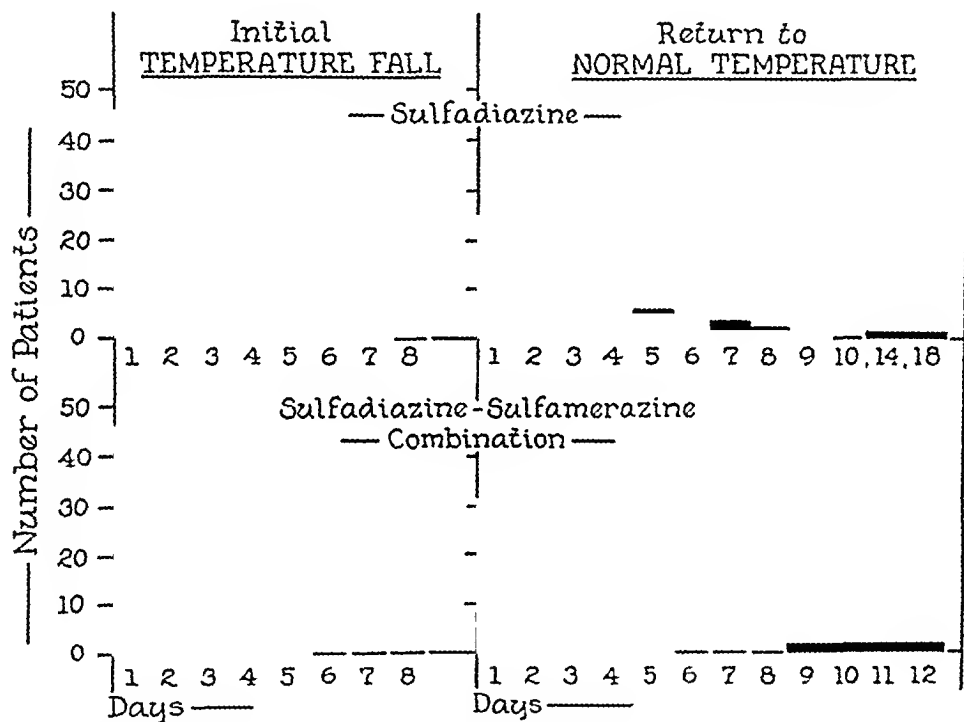 Initial
TEMPERATURE FALL
Return to
NORMAL TEMPERATURE
Sulfadiazine
50
40
30
20
10
0
1 2 3 4 5 6 7 8
1 2 3 4 5 6 7 8 9 10, 14, 18
Sulfadiazine-Sulfamerazine
Combination
50
40
30
20
10
0
1 2 3 4 5 6 7 8
1 2 3 4 5 6 7 8 9 10 11 12
Days
Days
Number of Patients